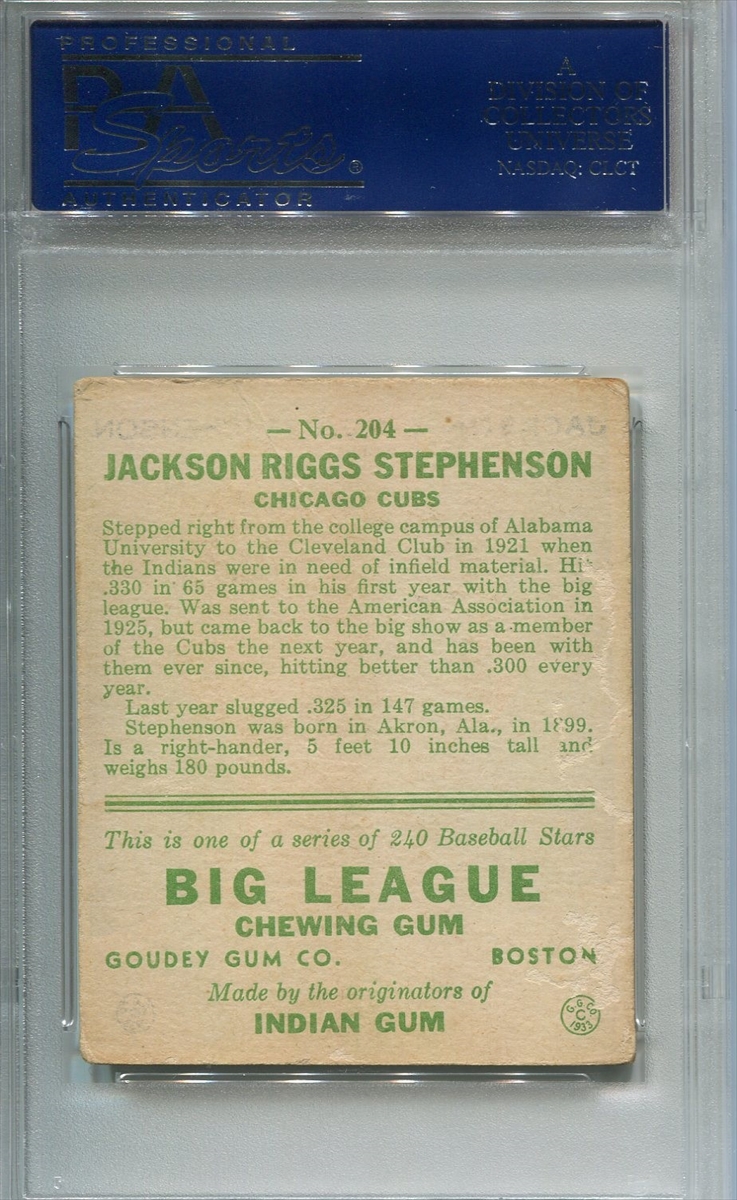 PROFESSIONAL
PSA
Sports®
AUTHENTICATOR
A
DIVISION OF
COLLECTORS
UNIVERSE
NASDAQ: CLCT
— No. 204 —
JACKSON RIGGS STEPHENSON
CHICAGO CUBS
Stepped right from the college campus of Alabama
University to the Cleveland Club in 1921 when
the Indians were in need of infield material. Hit
.330 in 65 games in his first year with the big
league. Was sent to the American Association in
1925, but came back to the big show as a member
of the Cubs the next year, and has been with
them ever since, hitting better than .300 every
year.
Last year slugged .325 in 147 games.
Stephenson was born in Akron, Ala., in 1899.
Is a right-hander, 5 feet 10 inches tall and
weighs 180 pounds.
This is one of a series of 240 Baseball Stars
BIG LEAGUE
CHEWING GUM
GOUDEY GUM CO. BOSTON
Made by the originators of
INDIAN GUM
G. G. Co.
C
1933